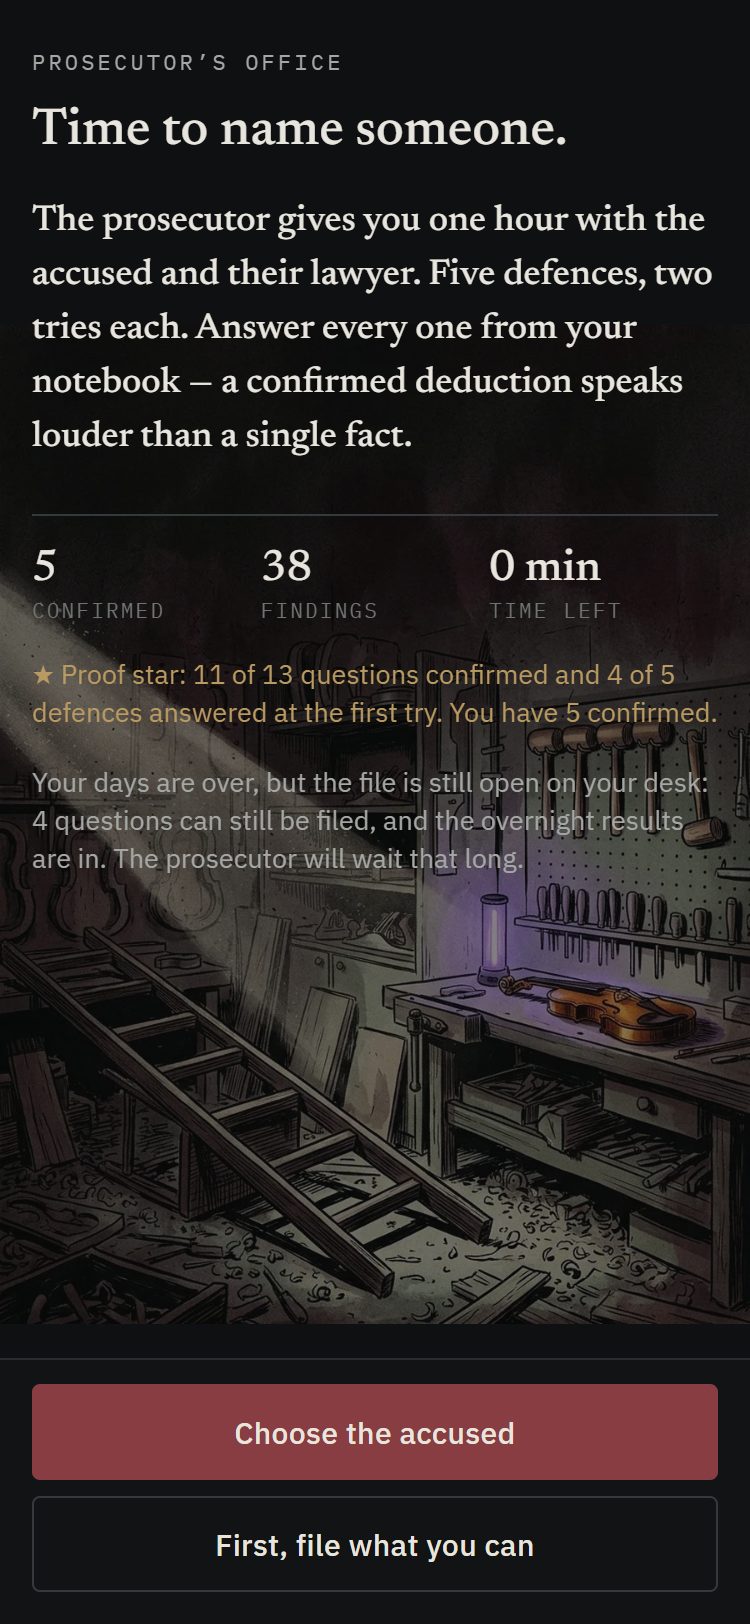 PROSECUTOR’S OFFICE
Time to name someone.
The prosecutor gives you one hour with the
accused and their lawyer. Five defences, two
tries each. Answer every one from your
notebook — a confirmed deduction speaks
louder than a single fact.
5 38 0 min
CONFIRMED FINDINGS TIME LEFT
★ Proof star: 11 of 13 questions confirmed and 4 of 5
defences answered at the first try. You have 5 confirmed.
Your days are over, but the file is still open on your desk:
4 questions can still be filed, and the overnight results
are in. The prosecutor will wait that long.
Choose the accused
First, file what you can